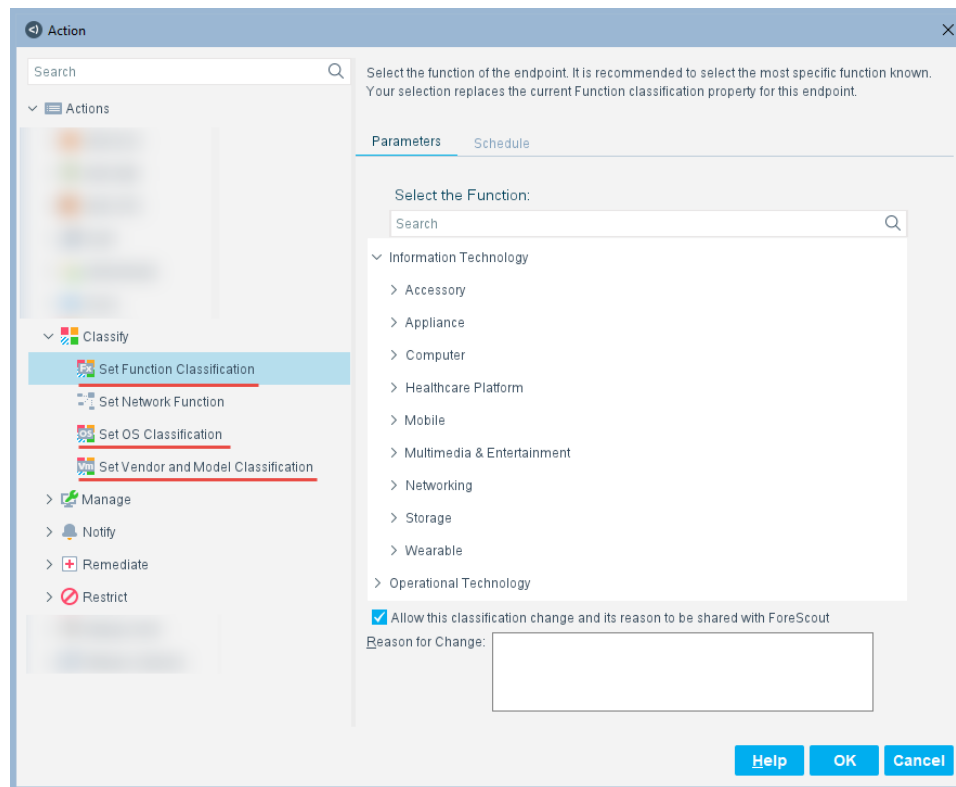 Action
Search
Actions
Classify
Set Function Classification
Set Network Function
Set OS Classification
Set Vendor and Model Classification
Manage
Notify
Remediate
Restrict
Select the function of the endpoint. It is recommended to select the most specific function known.
Your selection replaces the current Function classification property for this endpoint.
Parameters Schedule
Select the Function:
Search
Information Technology
Accessory
Appliance
Computer
Healthcare Platform
Mobile
Multimedia & Entertainment
Networking
Storage
Wearable
Operational Technology
Allow this classification change and its reason to be shared with ForeScout
Reason for Change:
Help OK Cancel